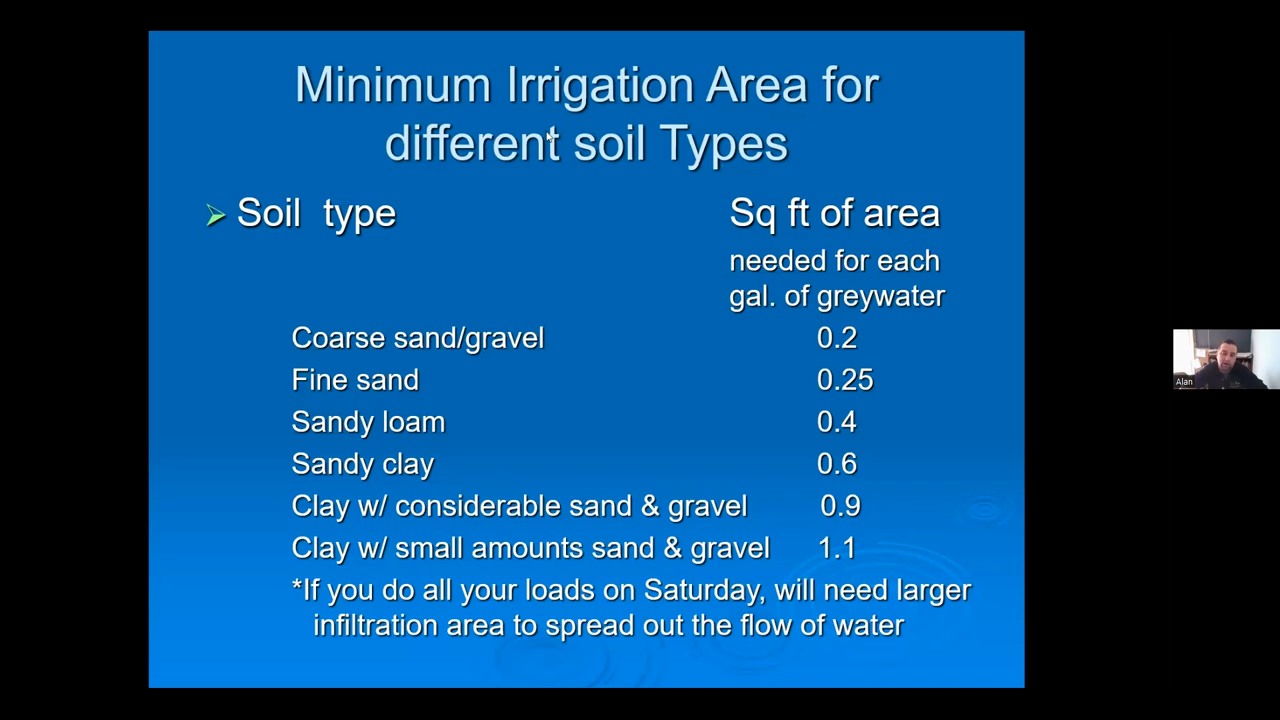 Minimum Irrigation Area for
different soil Types
Soil type Sq ft of area
needed for each
gal. of greywater
Coarse sand/gravel 0.2
Fine sand 0.25
Sandy loam 0.4
Sandy clay 0.6
Clay w/ considerable sand & gravel 0.9
Clay w/ small amounts sand & gravel 1.1
*If you do all your loads on Saturday, will need larger
infiltration area to spread out the flow of water
Alan